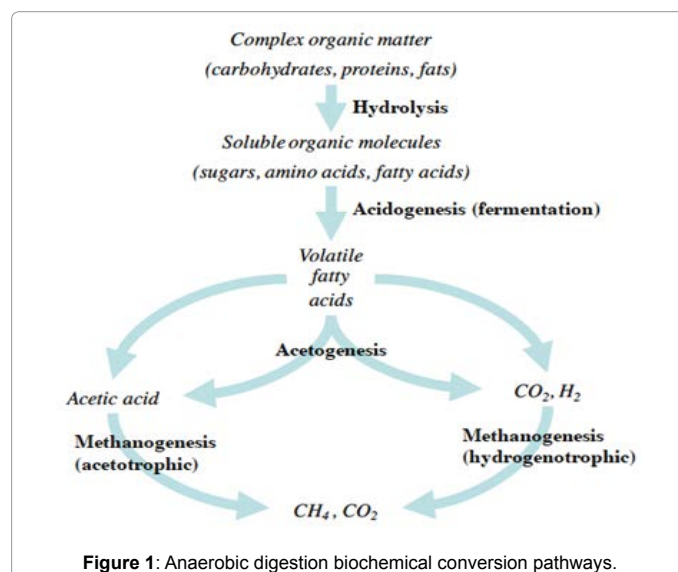 Complex organic matter
(carbohydrates, proteins, fats)
Hydrolysis
Soluble organic molecules
(sugars, amino acids, fatty acids)
Acidogenesis (fermentation)
Volatile
fatty
acids
Acetogenesis
Acetic acid
CO₂, H₂
Methanogenesis
(acetotrophic)
Methanogenesis
(hydrogenotrophic)
CH₄, CO₂
Figure 1: Anaerobic digestion biochemical conversion pathways.